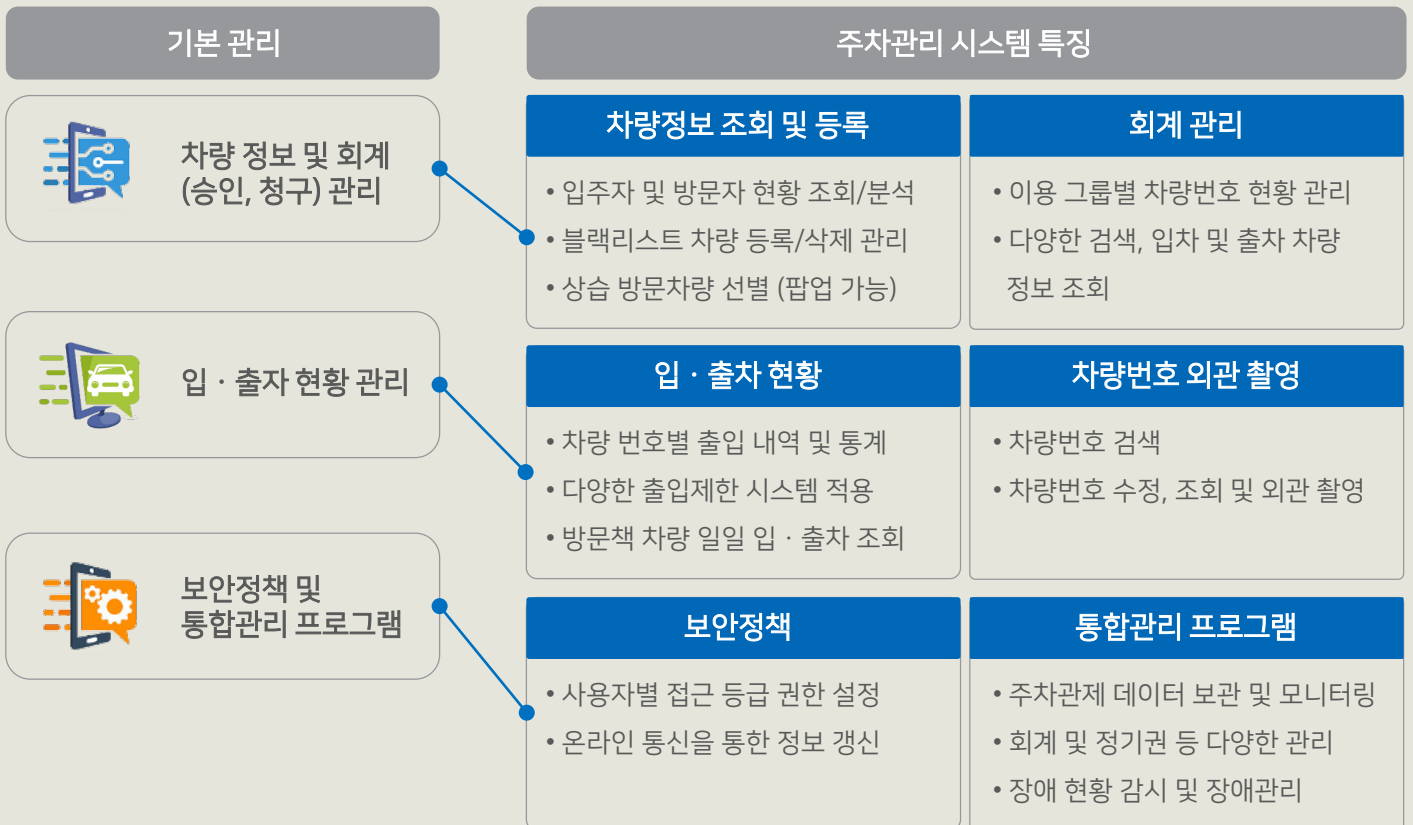 기본 관리
주차관리 시스템 특징
차량 정보 및 회계
(승인, 청구) 관리
차량정보 조회 및 등록
• 입주자 및 방문자 현황 조회/분석
• 블랙리스트 차량 등록/삭제 관리
• 상습 방문차량 선별 (팝업 가능)
회계 관리
• 이용 그룹별 차량번호 현황 관리
• 다양한 검색, 입차 및 출차 차량
정보 조회
입 · 출자 현황 관리
입 · 출차 현황
• 차량 번호별 출입 내역 및 통계
• 다양한 출입제한 시스템 적용
• 방문책 차량 일일 입 · 출차 조회
차량번호 외관 촬영
• 차량번호 검색
• 차량번호 수정, 조회 및 외관 촬영
보안정책 및
통합관리 프로그램
보안정책
• 사용자별 접근 등급 권한 설정
• 온라인 통신을 통한 정보 갱신
통합관리 프로그램
• 주차관제 데이터 보관 및 모니터링
• 회계 및 정기권 등 다양한 관리
• 장애 현황 감시 및 장애관리